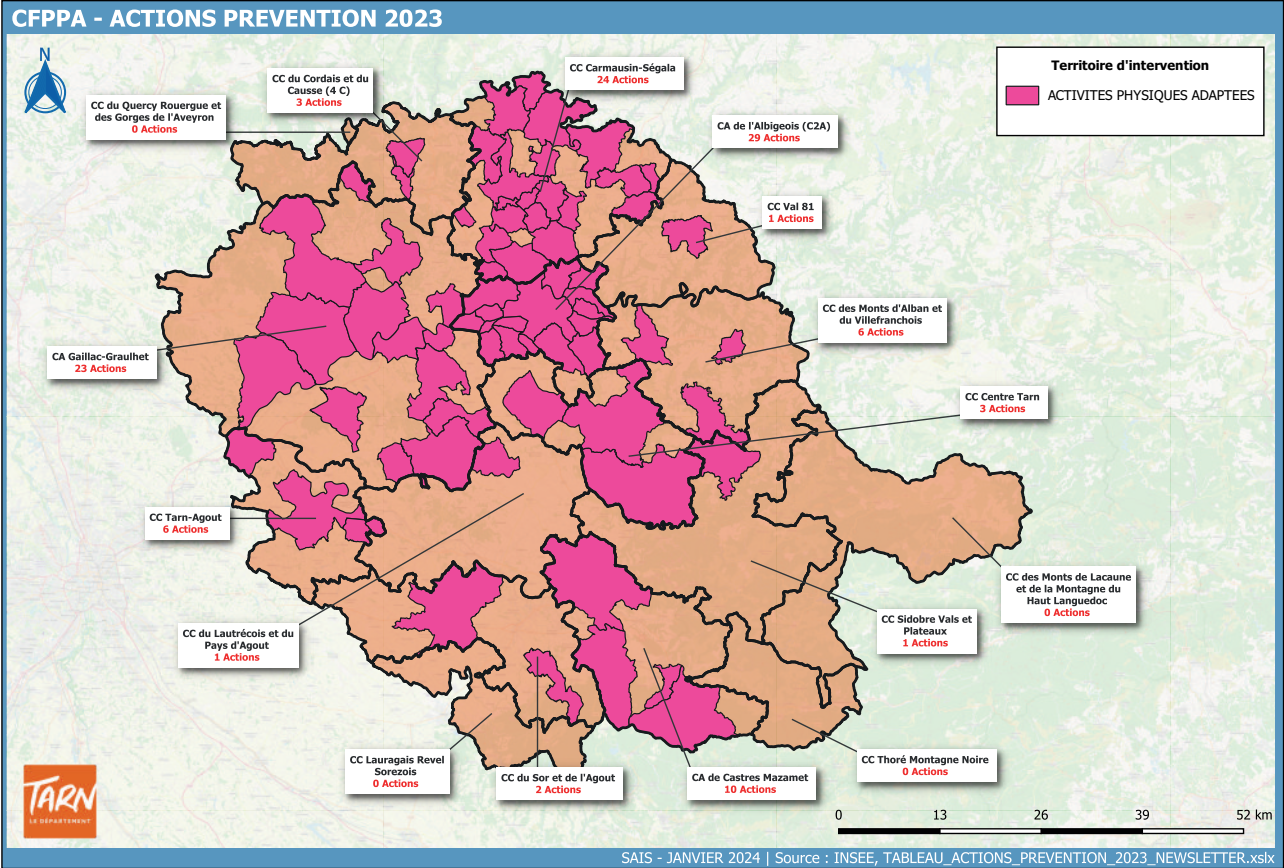 CFPPA - ACTIONS PREVENTION 2023
N
Territoire d'intervention
ACTIVITES PHYSIQUES ADAPTEES
CC Carmausin-Ségala
24 Actions
CC du Cordais et du
Causse (4 C)
3 Actions
CC du Quercy Rouergue et
des Gorges de l'Aveyron
0 Actions
CA de l'Albigeois (C2A)
29 Actions
CC Val 81
1 Actions
CC des Monts d'Alban et
du Villefranchois
6 Actions
CA Gaillac-Graulhet
23 Actions
CC Centre Tarn
3 Actions
CC Tarn-Agout
6 Actions
CC des Monts de Lacaune
et de la Montagne du
Haut Languedoc
0 Actions
CC Sidobre Vals et
Plateaux
1 Actions
CC du Lautrécois et du
Pays d'Agout
1 Actions
CC Lauragais Revel
Sorezois
0 Actions
CC du Sor et de l'Agout
2 Actions
CA de Castres Mazamet
10 Actions
CC Thoré Montagne Noire
0 Actions
TARN
LE DÉPARTEMENT
0 13 26 39 52 km
SAIS - JANVIER 2024 | Source : INSEE, TABLEAU_ACTIONS_PREVENTION_2023_NEWSLETTER.xslx